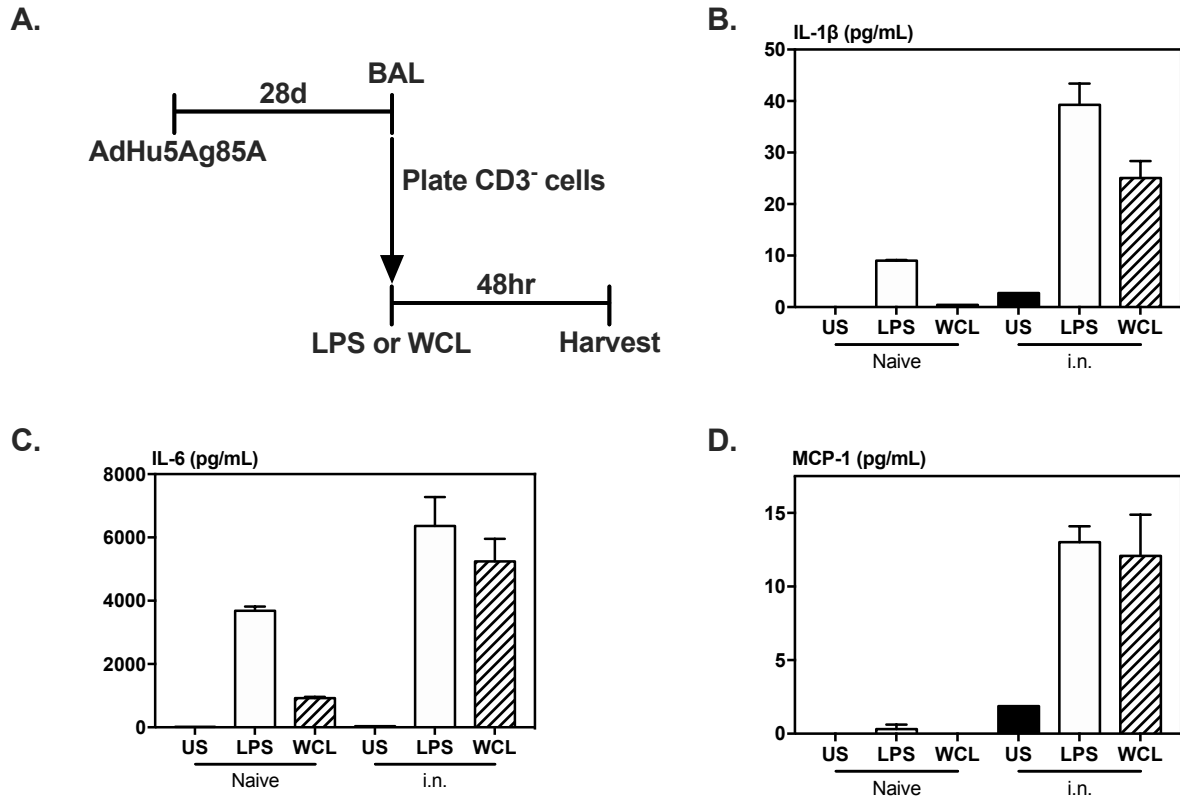 A.
28d
BAL
AdHu5Ag85A
Plate CD3⁻ cells
48hr
LPS or WCL
Harvest
B.
IL-1β (pg/mL)
50
40
30
20
10
0
US LPS WCL US LPS WCL
Naive i.n.
C.
IL-6 (pg/mL)
8000
6000
4000
2000
0
US LPS WCL US LPS WCL
Naive i.n.
D.
MCP-1 (pg/mL)
15
10
5
0
US LPS WCL US LPS WCL
Naive i.n.